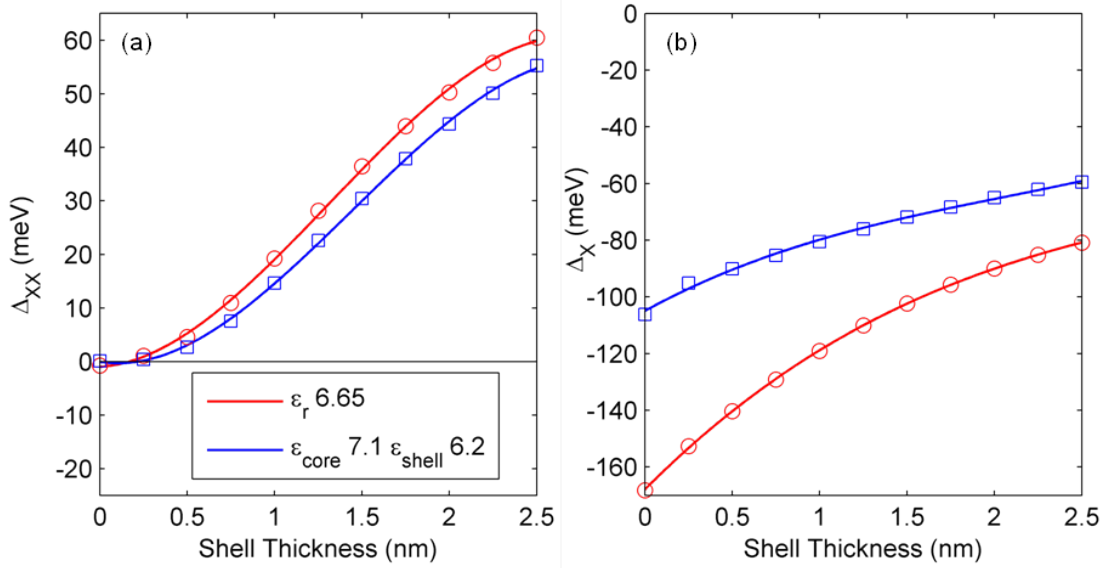 (a)
60
50
40
30
20
10
0
-10
-20
Δ_XX (meV)
ε_r 6.65
ε_core 7.1 ε_shell 6.2
0 0.5 1 1.5 2 2.5
Shell Thickness (nm)
(b)
0
-20
-40
-60
-80
-100
-120
-140
-160
Δ_X (meV)
0 0.5 1 1.5 2 2.5
Shell Thickness (nm)